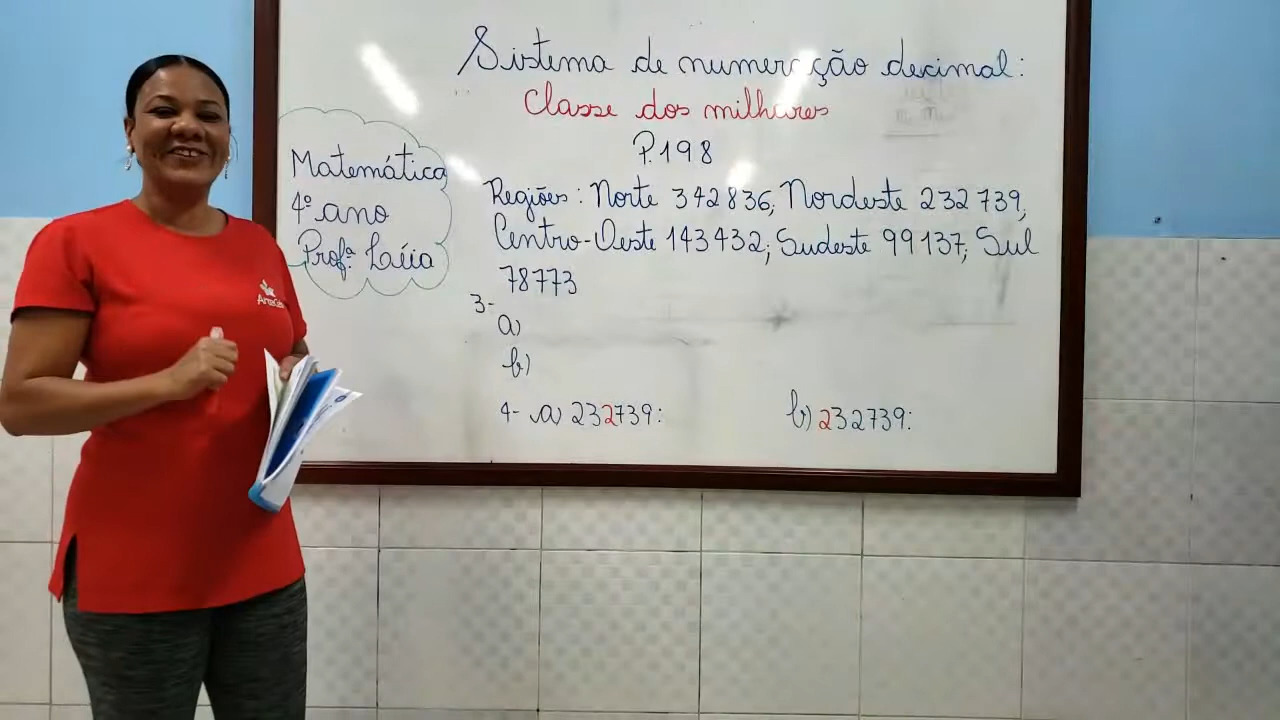 Sistema de numeração decimal:
Classe dos milhares
P.198
Matemática
4º ano
Profª. Lúia
Regiões: Norte 342836; Nordeste 232739,
Centro-Oeste 143432; Sudeste 99137; Sul
78773
3-
a)
b)
4- a) 232739:
b) 232739: